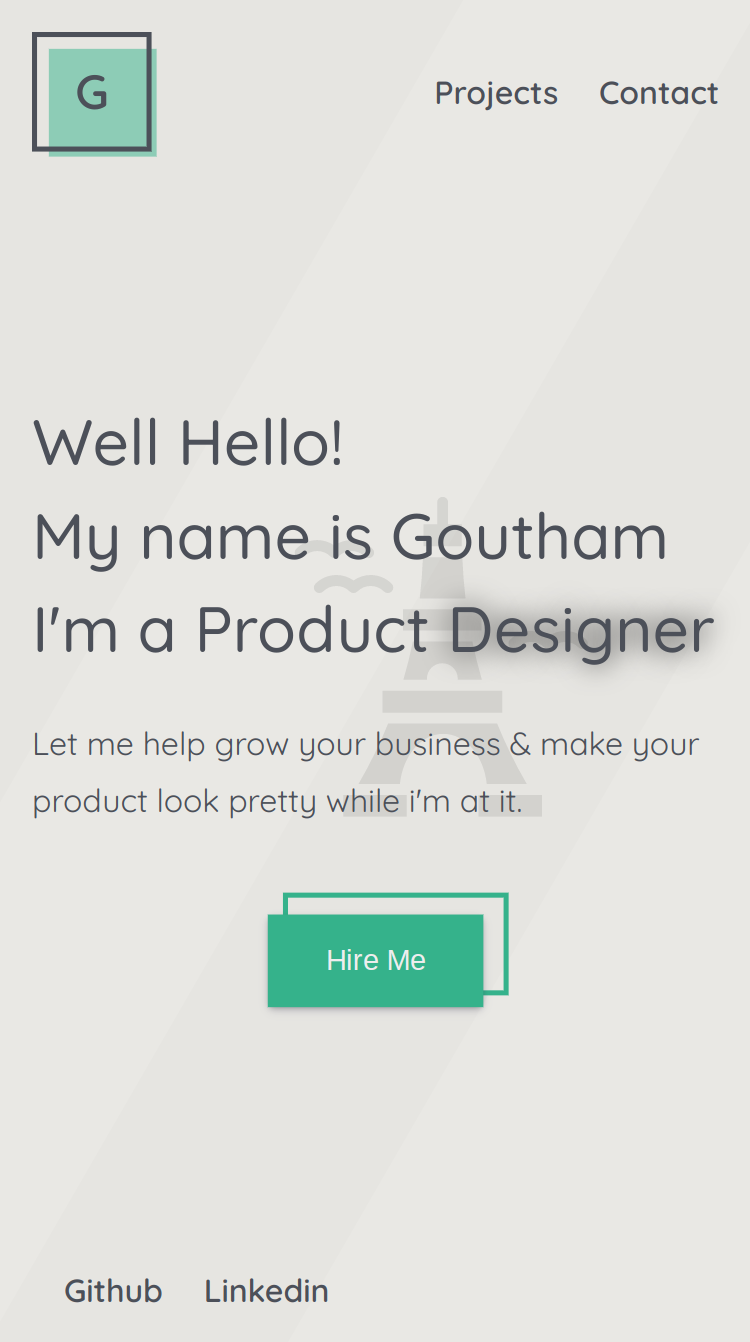 G
Projects Contact
Well Hello!
My name is Goutham
I'm a Product Designer
Let me help grow your business & make your
product look pretty while i'm at it.
Hire Me
Github Linkedin